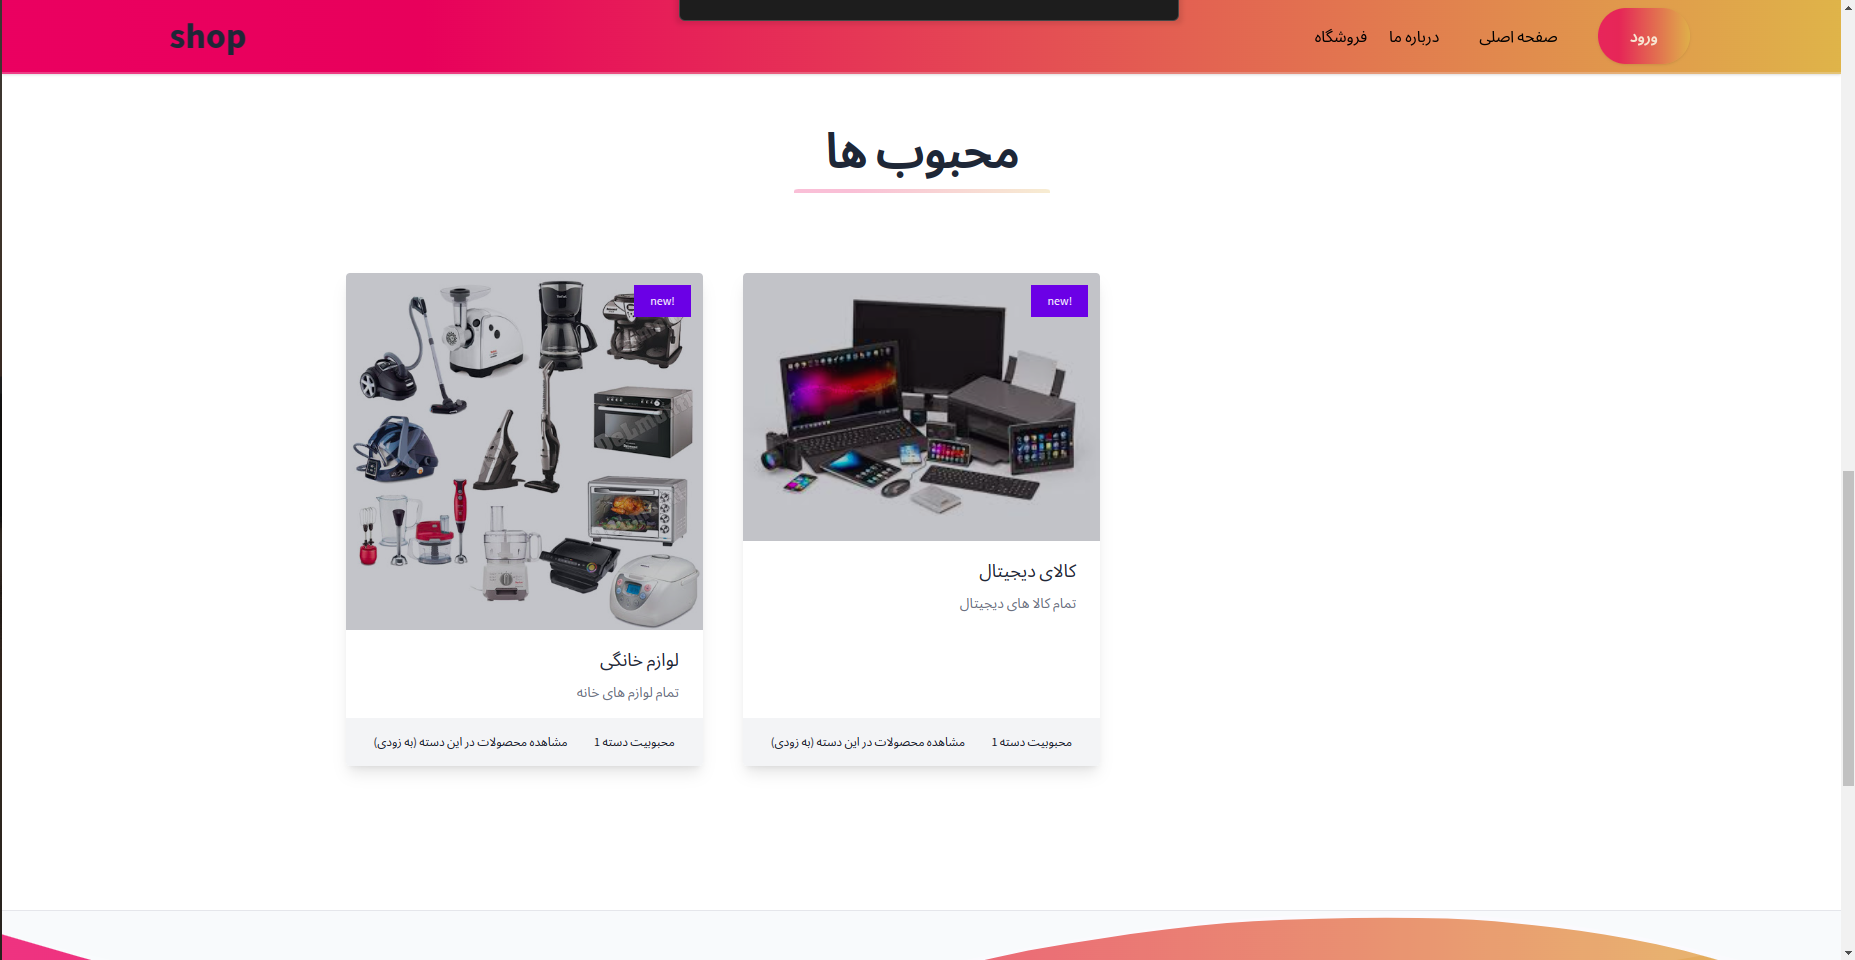 shop
ورود
صفحه اصلی
درباره ما
فروشگاه
محبوب ها
new!
کالای دیجیتال
تمام کالا های دیجیتال
محبوبیت دسته 1
مشاهده محصولات در این دسته (به زودی)
new!
لوازم خانگی
تمام لوازم های خانه
محبوبیت دسته 1
مشاهده محصولات در این دسته (به زودی)